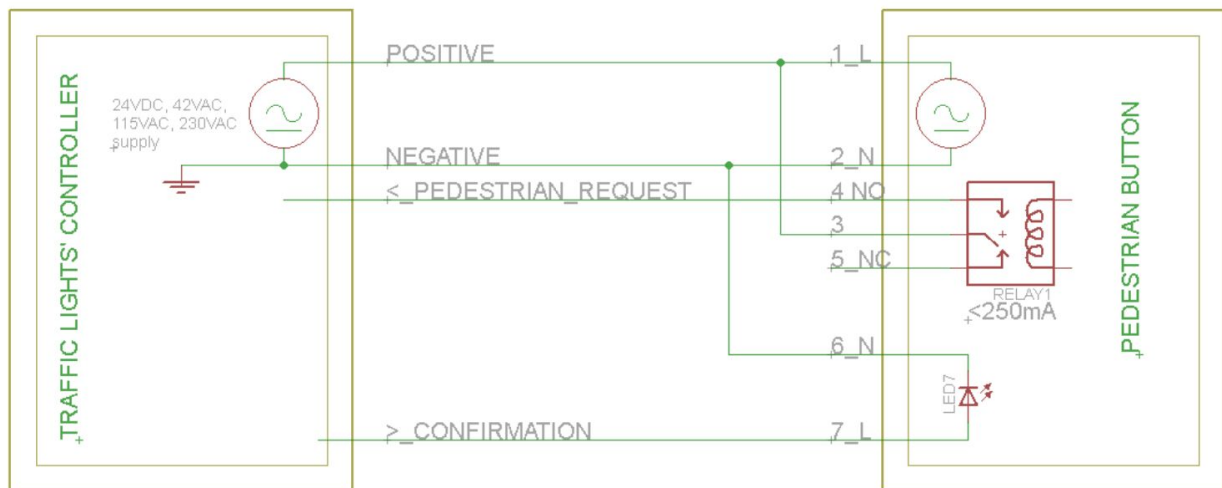 TRAFFIC LIGHTS' CONTROLLER
24VDC, 42VAC,
115VAC, 230VAC
supply
POSITIVE
NEGATIVE
<_PEDESTRIAN_REQUEST
>_CONFIRMATION
1_L
2_N
4 NO
3
5_NC
6_N
7_L
RELAY1
<250mA
LED7
PEDESTRIAN BUTTON